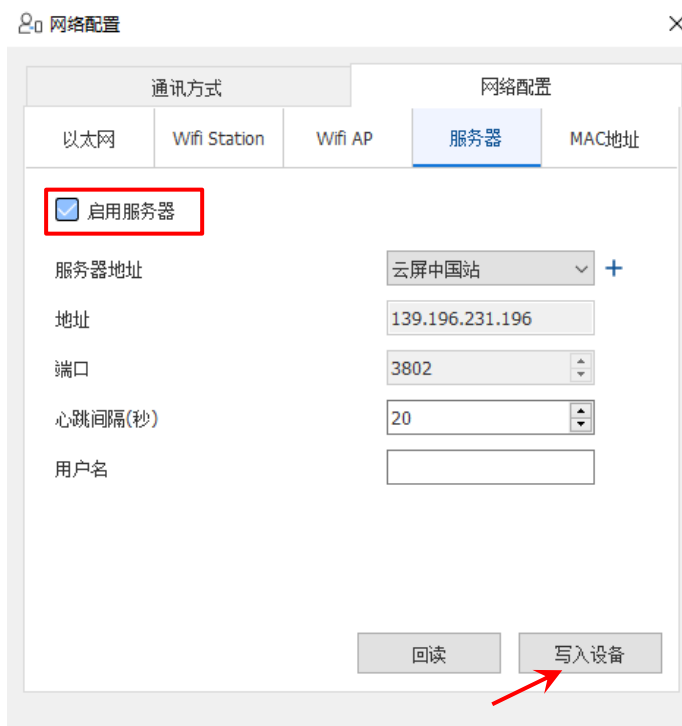 网络配置
通讯方式 网络配置
以太网 Wifi Station Wifi AP 服务器 MAC地址
启用服务器
服务器地址 云屏中国站
地址 139.196.231.196
端口 3802
心跳间隔(秒) 20
用户名
回读 写入设备